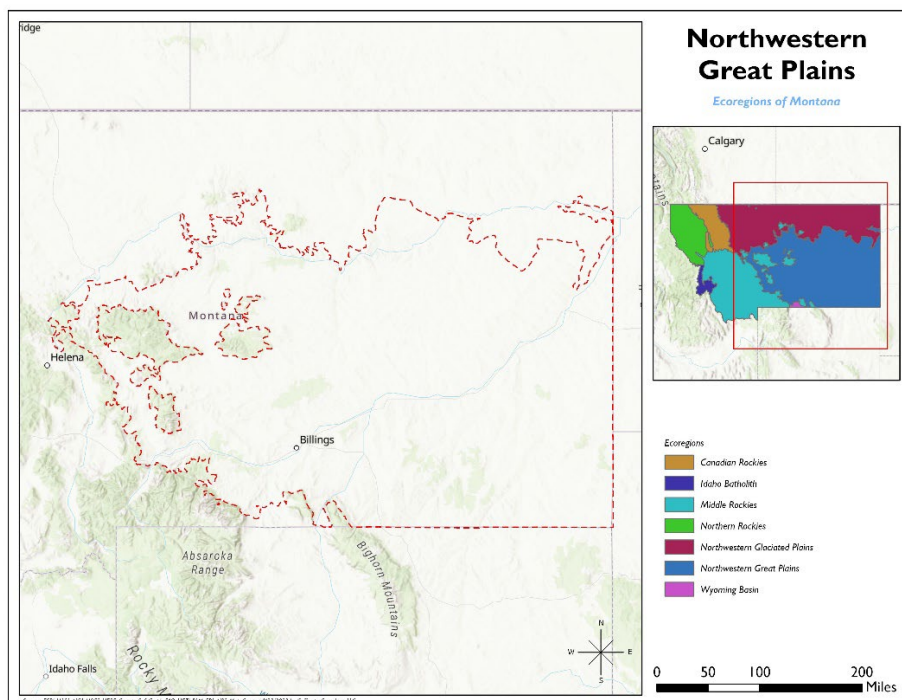 ridge
Montana
Helena
Billings
Absaroka
Range
Bighorn Mountains
Rocky M
Idaho Falls
N
W E
S
Northwestern
Great Plains
Ecoregions of Montana
Calgary
Ecoregions
Canadian Rockies
Idaho Batholith
Middle Rockies
Northern Rockies
Northwestern Glaciated Plains
Northwestern Great Plains
Wyoming Basin
0 50 100 200
Miles